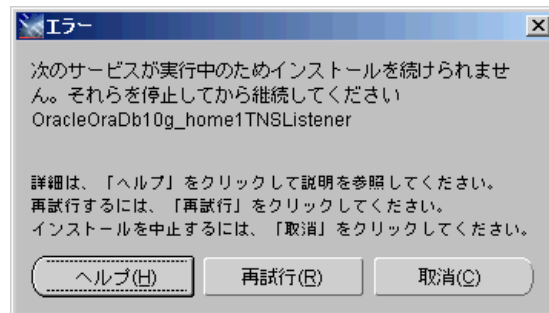 エラー
次のサービスが実行中のためインストールを続けられませ
ん。それらを停止してから継続してください
OracleOraDb10g_home1TNSListener
詳細は、「ヘルプ」をクリックして説明を参照してください。
再試行するには、「再試行」をクリックしてください。
インストールを中止するには、「取消」をクリックしてください。
ヘルプ(H) 再試行(R) 取消(C)